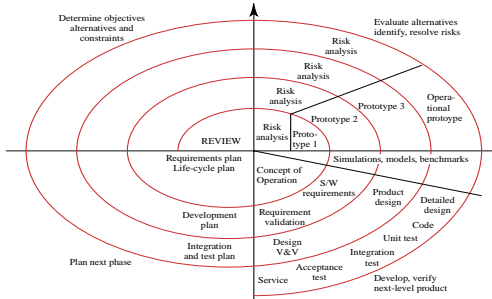 Determine objectives
alternatives and
constraints
Evaluate alternatives
identify, resolve risks
Risk
analysis
Risk
analysis
Risk
analysis
Risk
analysis
Proto-
type 1
Prototype 2
Prototype 3
Opera-
tional
protoype
REVIEW
Requirements plan
Life-cycle plan
Development
plan
Integration
and test plan
Plan next phase
Simulations, models, benchmarks
Concept of
Operation
S/W
requirements
Requirement
validation
Product
design
Detailed
design
Design
V&V
Code
Unit test
Integration
test
Acceptance
test
Service
Develop, verify
next-level product